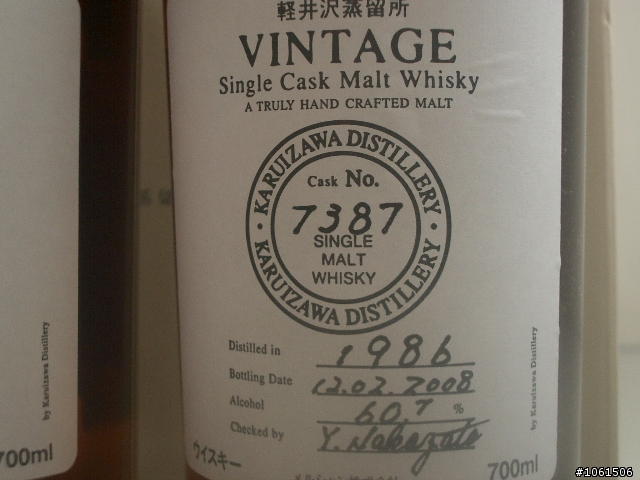 軽井沢蒸留所
VINTAGE
Single Cask Malt Whisky
A TRULY HAND CRAFTED MALT
KARUIZAWA DISTILLERY
Cask No.
7387
SINGLE
MALT
WHISKY
KARUIZAWA DISTILLERY
Distilled in 1986
Bottling Date 12.02.2008
Alcohol 60.7 %
Checked by Y. Nakazato
ウイスキー
700ml
by Karuizawa Distillery
by Karuizawa Distillery
700ml
#1061506